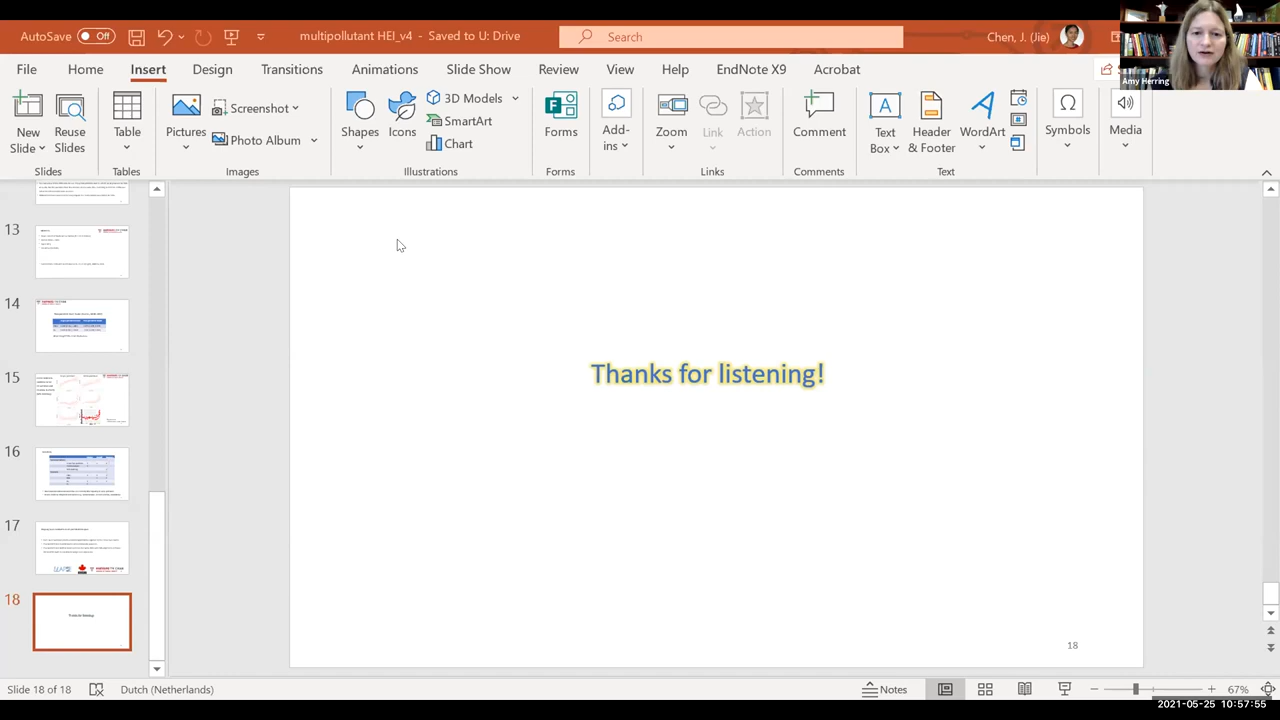 AutoSave Off
multipollutant HEI_v4 - Saved to U: Drive
Search
Chen, J. (Jie)
Amy Herring
File Home Insert Design Transitions Animations Slide Show Review View Help EndNote X9 Acrobat
New Slide
Reuse Slides
Table
Pictures
Screenshot
Photo Album
Shapes
Icons
3D Models
SmartArt
Chart
Forms
Add-ins
Zoom
Link
Action
Comment
Text Box
Header & Footer
WordArt
Symbols
Media
Slides Tables Images Illustrations Forms Links Comments Text
13
14
15
16
17
18
Thanks for listening!
18
Slide 18 of 18
Dutch (Netherlands)
Notes
67%
2021-05-25 10:57:55